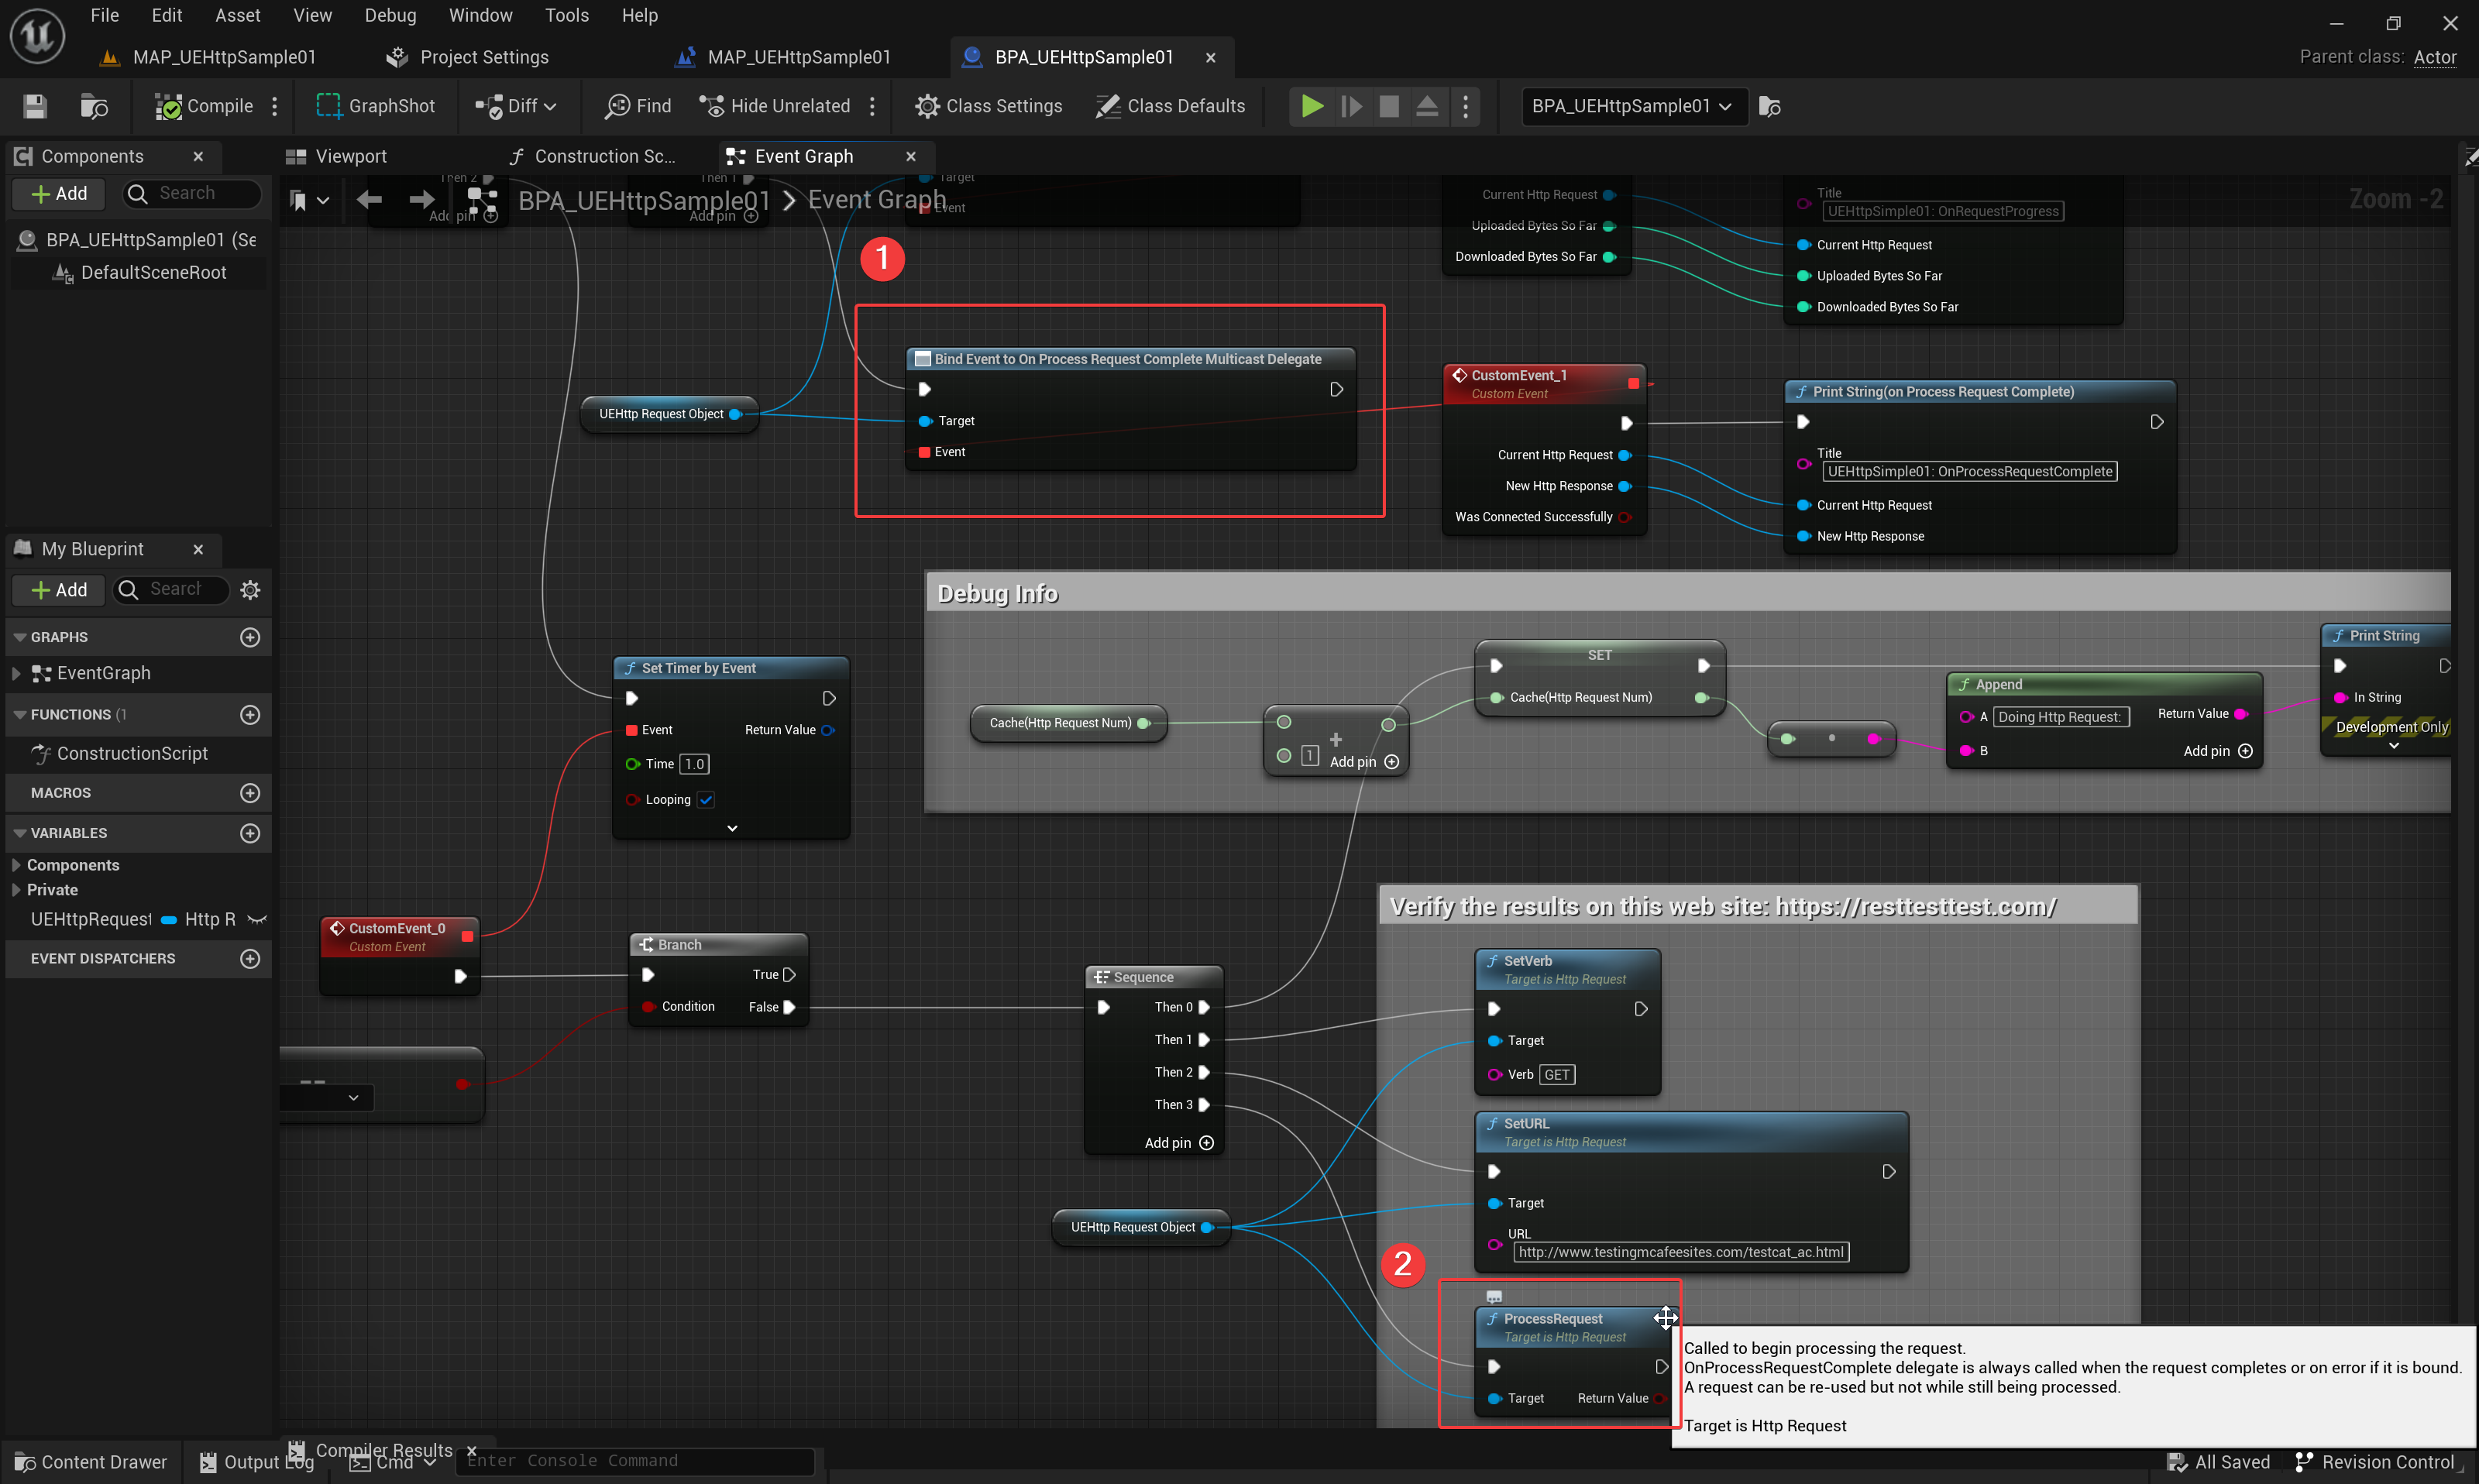 File Edit Asset View Debug Window Tools Help
MAP_UEHttpSample01
Project Settings
MAP_UEHttpSample01
BPA_UEHttpSample01
Parent class: Actor
Compile
GraphShot
Diff
Find
Hide Unrelated
Class Settings
Class Defaults
BPA_UEHttpSample01
Components
Viewport
Construction Sc...
Event Graph
Add
Search
BPA_UEHttpSample01 (Se
DefaultSceneRoot
Then 2
Add pin
Then 1
Add pin
BPA_UEHttpSample01 > Event Graph
Zoom -2
Target
Event
Current Http Request
Uploaded Bytes So Far
Downloaded Bytes So Far
Title
UEHttpSimple01: OnRequestProgress
Current Http Request
Uploaded Bytes So Far
Downloaded Bytes So Far
1
Bind Event to On Process Request Complete Multicast Delegate
Target
Event
UEHttp Request Object
CustomEvent_1
Custom Event
Current Http Request
New Http Response
Was Connected Successfully
Print String(on Process Request Complete)
Title
UEHttpSimple01: OnProcessRequestComplete
Current Http Request
New Http Response
My Blueprint
Add
Search
GRAPHS
EventGraph
FUNCTIONS (1
ConstructionScript
MACROS
VARIABLES
Components
Private
UEHttpRequest Http R
EVENT DISPATCHERS
Debug Info
Cache(Http Request Num)
1
Add pin
SET
Cache(Http Request Num)
Append
A Doing Http Request:
Return Value
B
Add pin
Print String
In String
Development Only
Set Timer by Event
Event
Return Value
Time 1.0
Looping
CustomEvent_0
Custom Event
Branch
True
Condition
False
==
Sequence
Then 0
Then 1
Then 2
Then 3
Add pin
UEHttp Request Object
Verify the results on this web site: https://resttesttest.com/
SetVerb
Target is Http Request
Target
Verb GET
SetURL
Target is Http Request
Target
URL
http://www.testingmcafeesites.com/testcat_ac.html
2
ProcessRequest
Target is Http Request
Target
Return Value
Called to begin processing the request.
OnProcessRequestComplete delegate is always called when the request completes or on error if it is bound.
A request can be re-used but not while still being processed.
Target is Http Request
Compiler Results
Content Drawer
Output Log
Cmd
Enter Console Command
All Saved
Revision Control